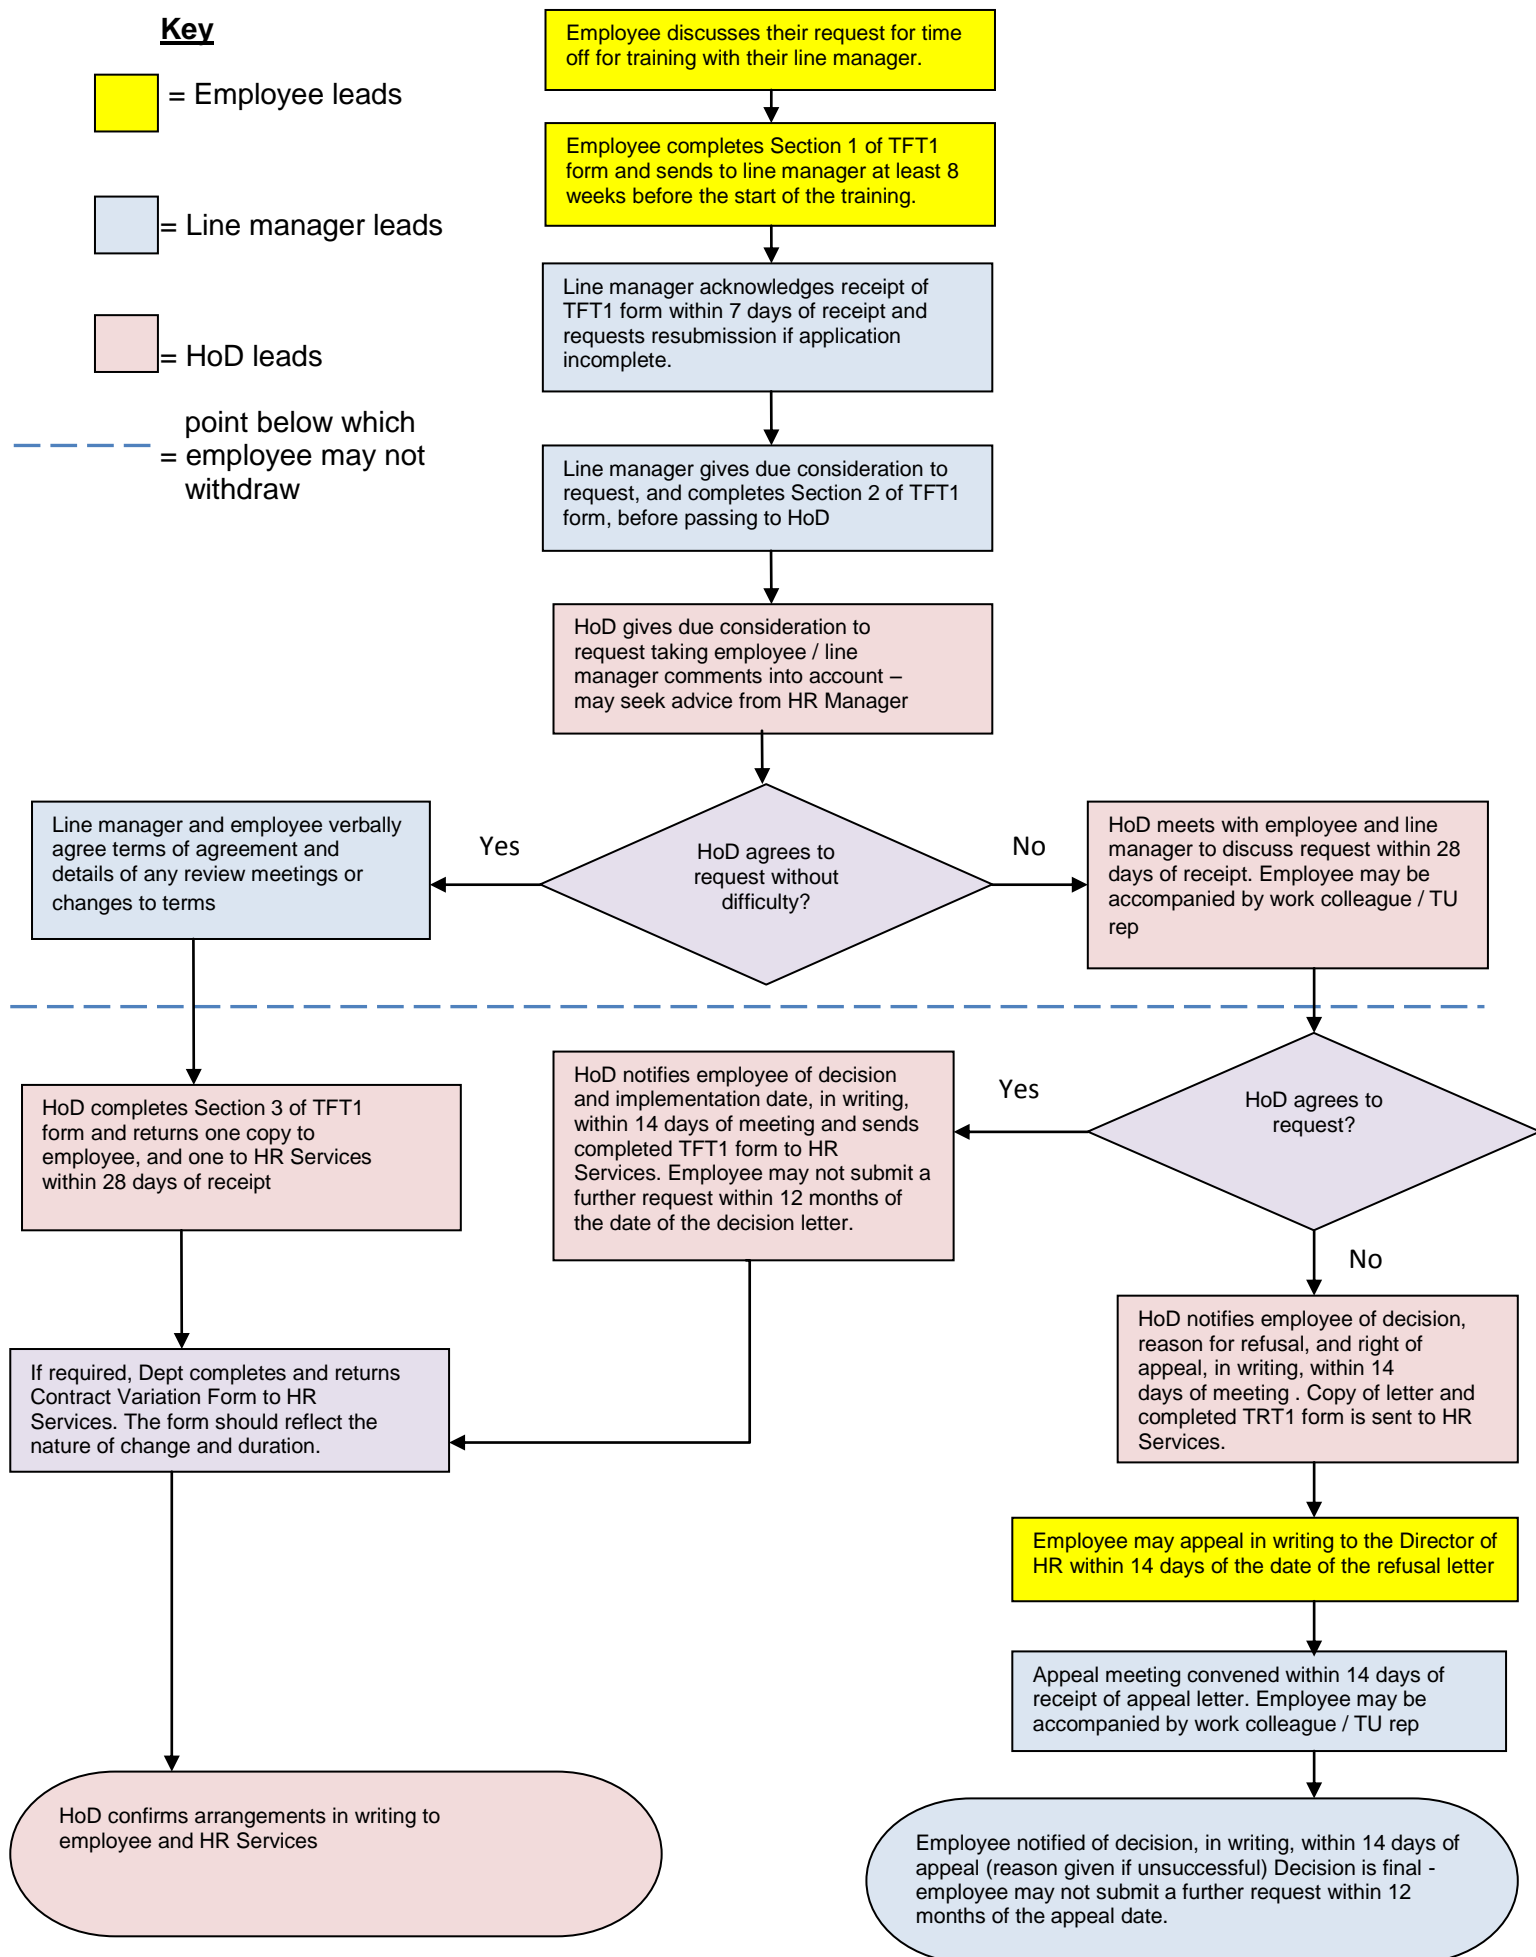 Key
= Employee leads
= Line manager leads
= HoD leads
point below which
= employee may not
withdraw
Employee discusses their request for time
off for training with their line manager.
Employee completes Section 1 of TFT1
form and sends to line manager at least 8
weeks before the start of the training.
Line manager acknowledges receipt of
TFT1 form within 7 days of receipt and
requests resubmission if application
incomplete.
Line manager gives due consideration to
request, and completes Section 2 of TFT1
form, before passing to HoD
HoD gives due consideration to
request taking employee / line
manager comments into account –
may seek advice from HR Manager
HoD agrees to
request without
difficulty?
Yes
Line manager and employee verbally
agree terms of agreement and
details of any review meetings or
changes to terms
No
HoD meets with employee and line
manager to discuss request within 28
days of receipt. Employee may be
accompanied by work colleague / TU
rep
HoD completes Section 3 of TFT1
form and returns one copy to
employee, and one to HR Services
within 28 days of receipt
HoD notifies employee of decision
and implementation date, in writing,
within 14 days of meeting and sends
completed TFT1 form to HR
Services. Employee may not submit a
further request within 12 months of
the date of the decision letter.
Yes
HoD agrees to
request?
No
If required, Dept completes and returns
Contract Variation Form to HR
Services. The form should reflect the
nature of change and duration.
HoD notifies employee of decision,
reason for refusal, and right of
appeal, in writing, within 14
days of meeting . Copy of letter and
completed TRT1 form is sent to HR
Services.
Employee may appeal in writing to the Director of
HR within 14 days of the date of the refusal letter
Appeal meeting convened within 14 days of
receipt of appeal letter. Employee may be
accompanied by work colleague / TU rep
HoD confirms arrangements in writing to
employee and HR Services
Employee notified of decision, in writing, within 14 days of
appeal (reason given if unsuccessful) Decision is final -
employee may not submit a further request within 12
months of the appeal date.